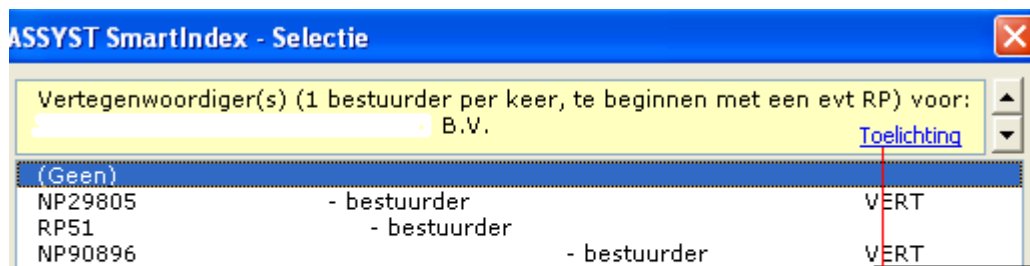 ASSYST SmartIndex - Selectie
Vertegenwoordiger(s) (1 bestuurder per keer, te beginnen met een evt RP) voor:
B.V.
Toelichting
(Geen)
NP29805 - bestuurder VERT
RP51 - bestuurder
NP90896 - bestuurder VERT